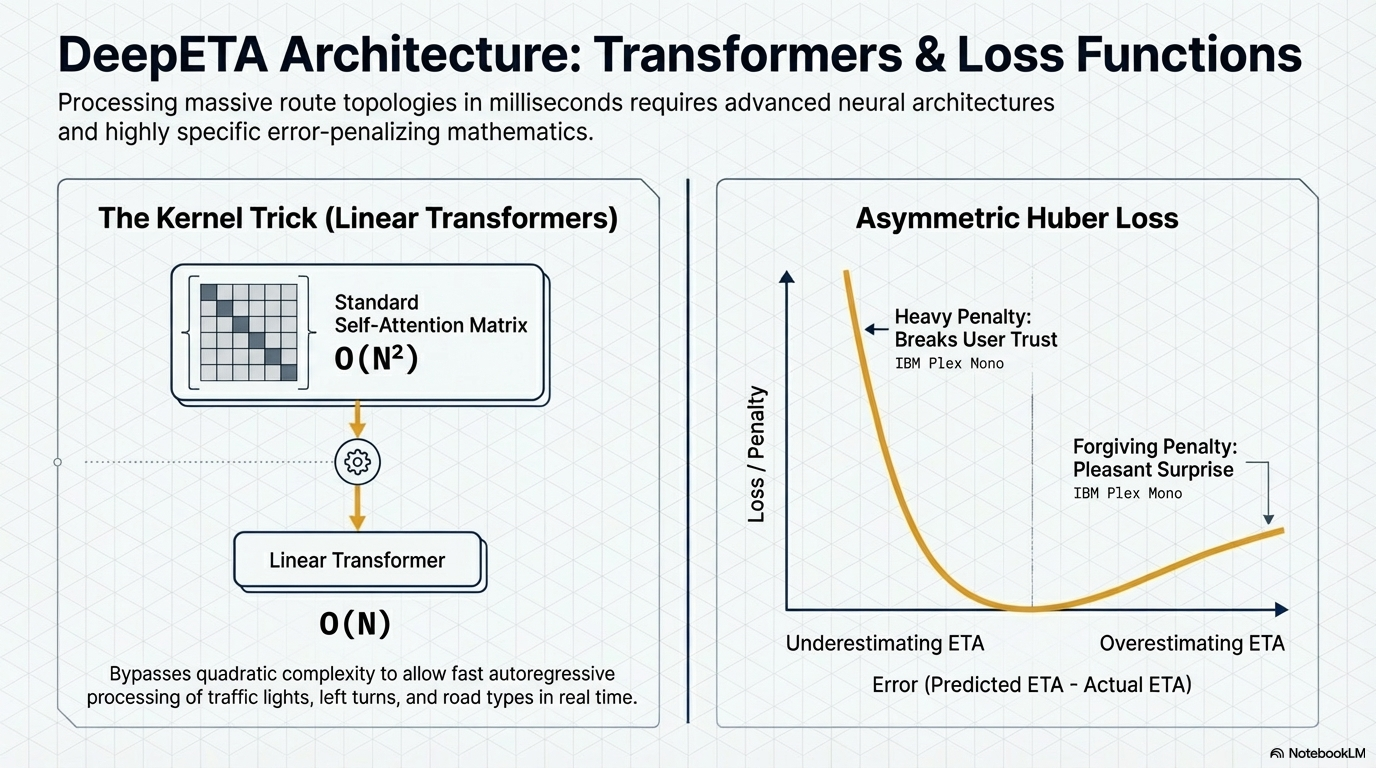 DeepETA Architecture: Transformers & Loss Functions
Processing massive route topologies in milliseconds requires advanced neural architectures
and highly specific error-penalizing mathematics.
The Kernel Trick (Linear Transformers)
Standard
Self-Attention Matrix
O(N²)
Linear Transformer
O(N)
Bypasses quadratic complexity to allow fast autoregressive
processing of traffic lights, left turns, and road types in real time.
Asymmetric Huber Loss
Loss / Penalty
Heavy Penalty:
Breaks User Trust
IBM Plex Mono
Forgiving Penalty:
Pleasant Surprise
IBM Plex Mono
Underestimating ETA
Overestimating ETA
Error (Predicted ETA - Actual ETA)
NotebookLM